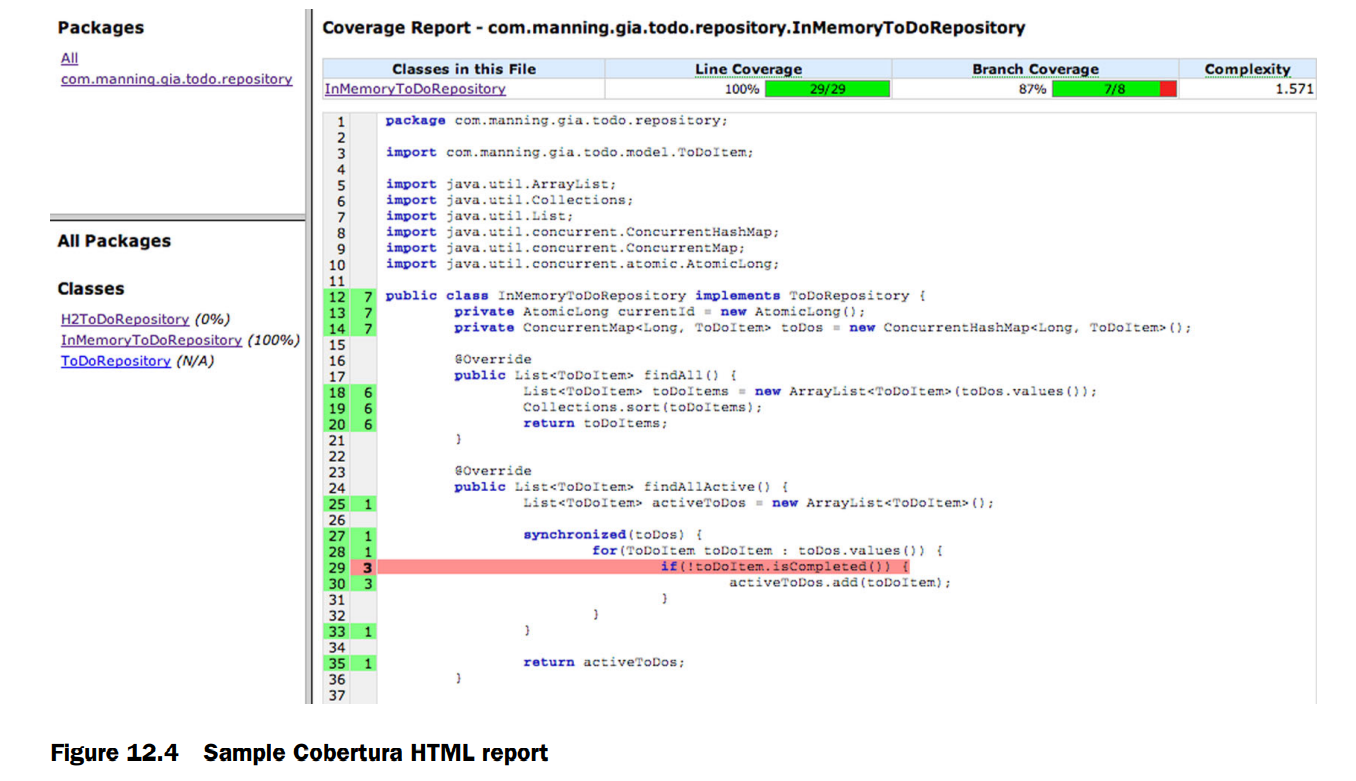 Packages
All
com.manning.gia.todo.repository
All Packages
Classes
H2ToDoRepository (0%)
InMemoryToDoRepository (100%)
ToDoRepository (N/A)
Coverage Report - com.manning.gia.todo.repository.InMemoryToDoRepository
Classes in this File Line Coverage Branch Coverage Complexity
InMemoryToDoRepository 100% 29/29 87% 7/8 1.571
1 package com.manning.gia.todo.repository;
2
3 import com.manning.gia.todo.model.ToDoItem;
4
5 import java.util.ArrayList;
6 import java.util.Collections;
7 import java.util.List;
8 import java.util.concurrent.ConcurrentHashMap;
9 import java.util.concurrent.ConcurrentMap;
10 import java.util.concurrent.atomic.AtomicLong;
11
12 7 public class InMemoryToDoRepository implements ToDoRepository {
13 7 private AtomicLong currentId = new AtomicLong();
14 7 private ConcurrentMap<Long, ToDoItem> toDos = new ConcurrentHashMap<Long, ToDoItem>();
15
16 @Override
17 public List<ToDoItem> findAll() {
18 6 List<ToDoItem> toDoItems = new ArrayList<ToDoItem>(toDos.values());
19 6 Collections.sort(toDoItems);
20 6 return toDoItems;
21 }
22
23 @Override
24 public List<ToDoItem> findAllActive() {
25 1 List<ToDoItem> activeToDos = new ArrayList<ToDoItem>();
26
27 1 synchronized(toDos) {
28 1 for(ToDoItem toDoItem : toDos.values()) {
29 3 if(!toDoItem.isCompleted()) {
30 3 activeToDos.add(toDoItem);
31 }
32 }
33 1 }
34
35 1 return activeToDos;
36 }
37
Figure 12.4 Sample Cobertura HTML report